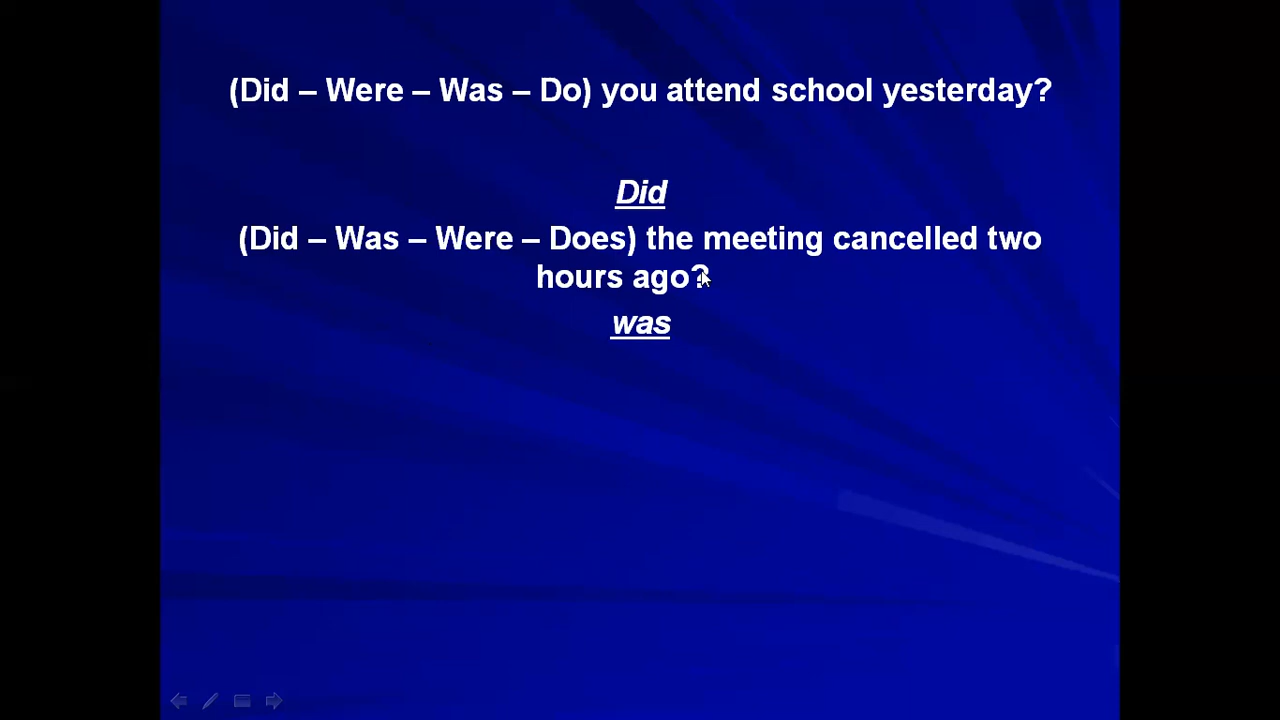 (Did – Were – Was – Do) you attend school yesterday?
Did
(Did – Was – Were – Does) the meeting cancelled two
hours ago?
was